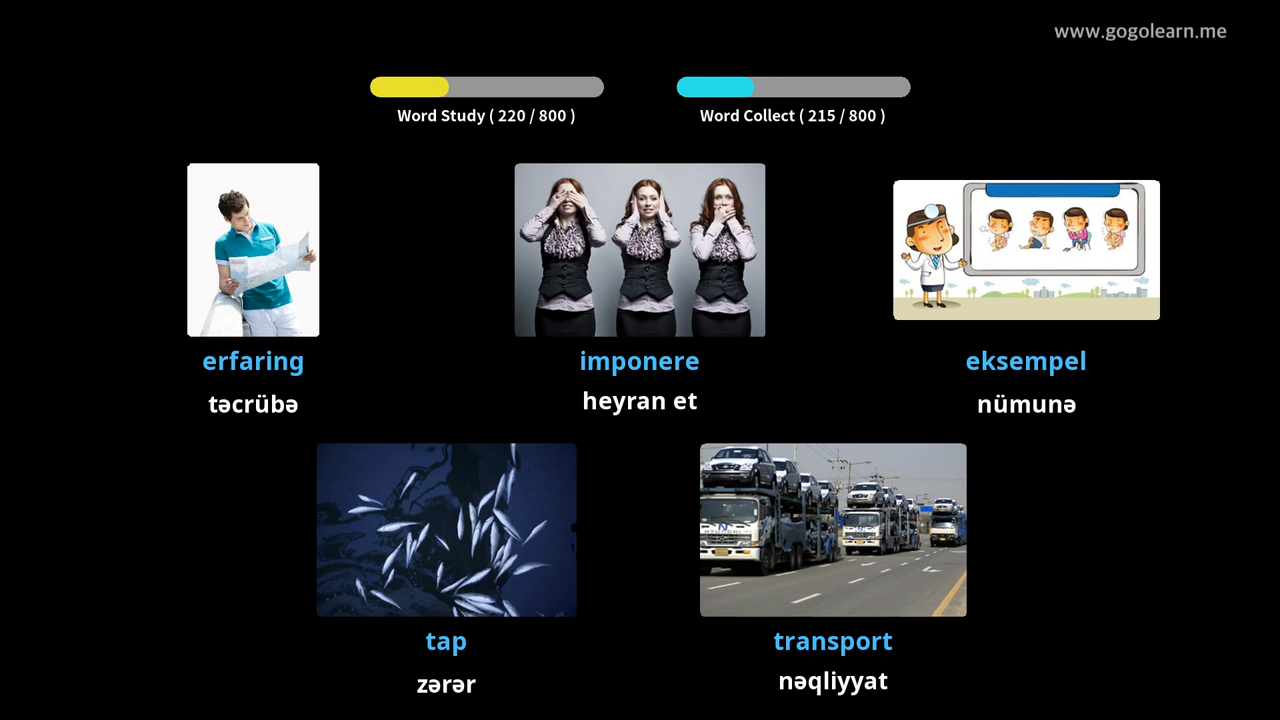 www.gogolearn.me
Word Study ( 220 / 800 )
Word Collect ( 215 / 800 )
erfaring
təcrübə
imponere
heyran et
eksempel
nümunə
tap
zərər
transport
nəqliyyat